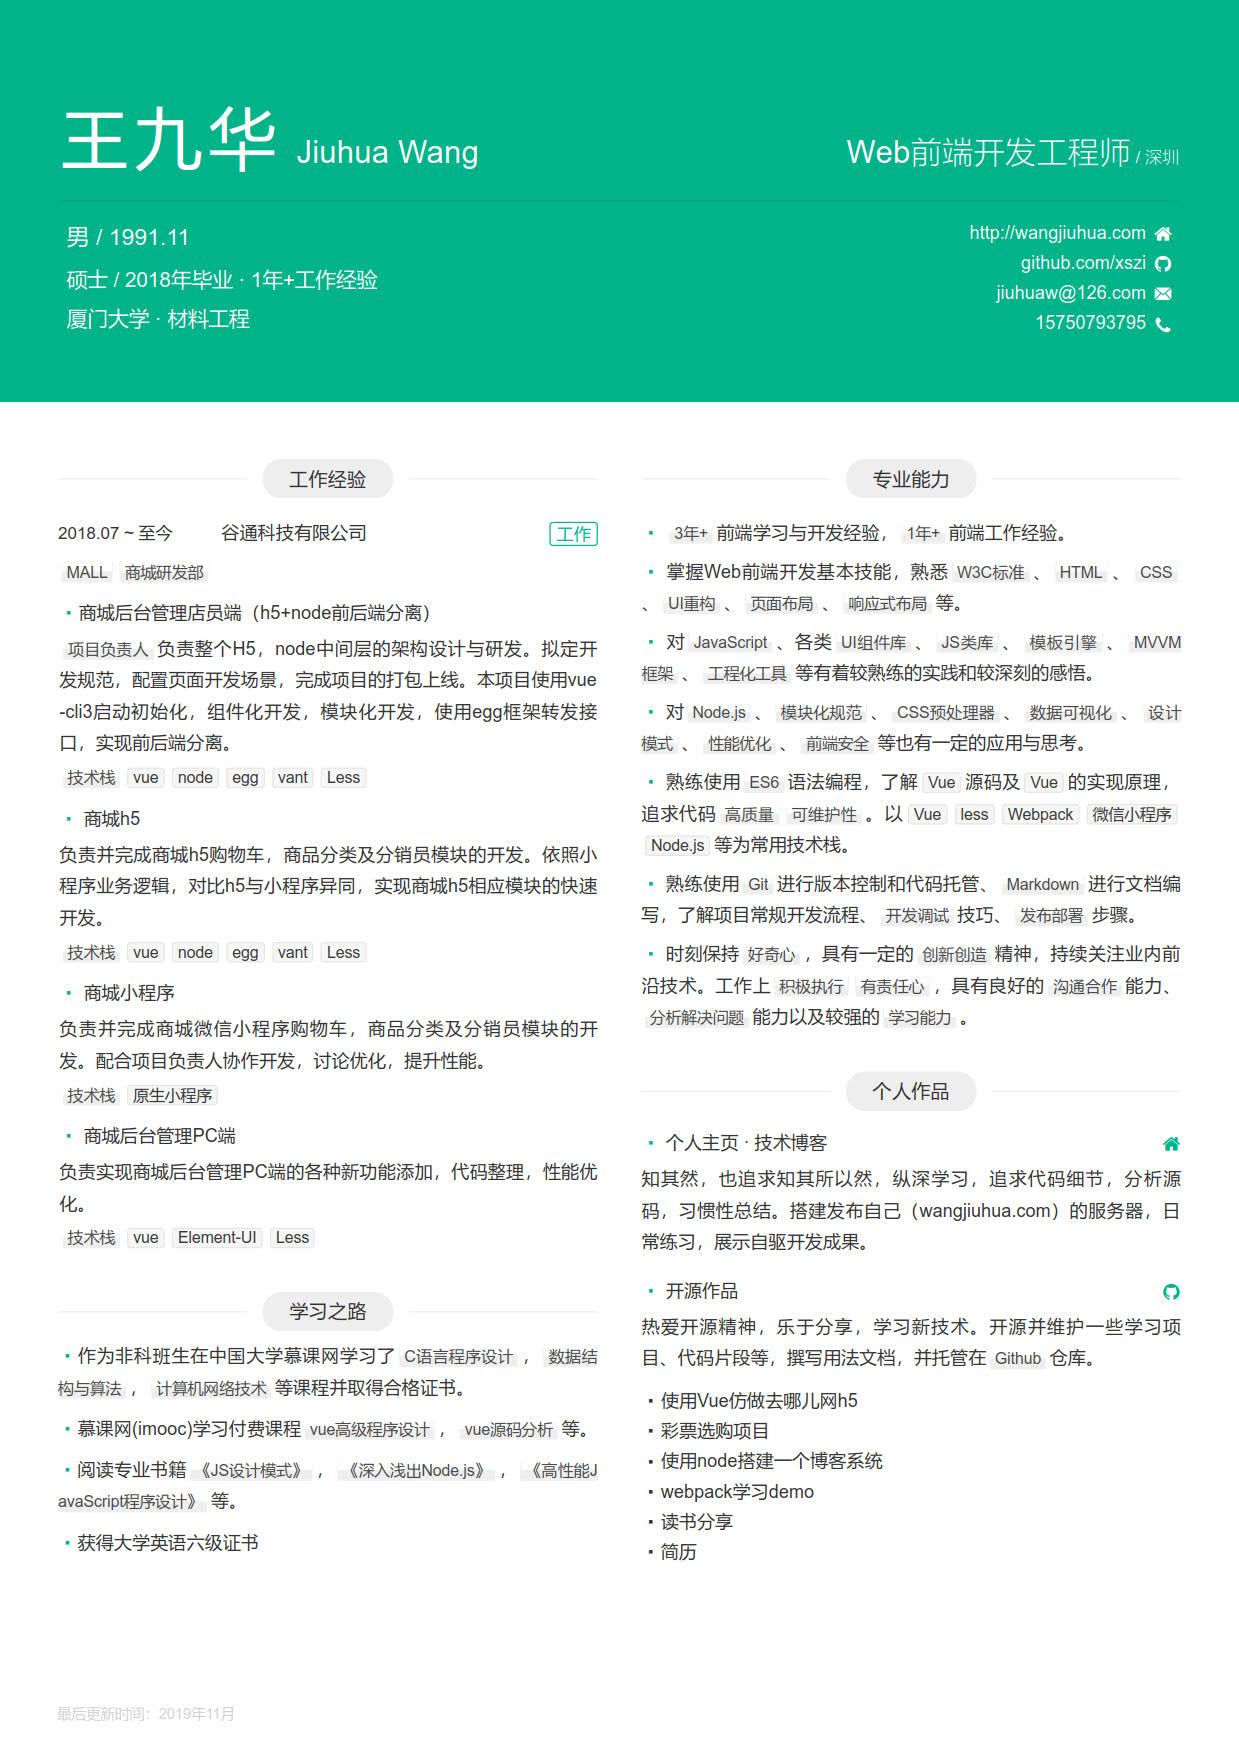 王九华 Jiuhua Wang
Web前端开发工程师 / 深圳
男 / 1991.11
硕士 / 2018年毕业 · 1年+工作经验
厦门大学 · 材料工程
http://wangjiuhua.com
github.com/xszi
jiuhuaw@126.com
15750793795
工作经验
2018.07 ~ 至今 谷通科技有限公司 工作
MALL 商城研发部
· 商城后台管理店员端（h5+node前后端分离）
项目负责人 负责整个H5，node中间层的架构设计与研发。拟定开
发规范，配置页面开发场景，完成项目的打包上线。本项目使用vue
-cli3启动初始化，组件化开发，模块化开发，使用egg框架转发接
口，实现前后端分离。
技术栈 vue node egg vant Less
· 商城h5
负责并完成商城h5购物车，商品分类及分销员模块的开发。依照小
程序业务逻辑，对比h5与小程序异同，实现商城h5相应模块的快速
开发。
技术栈 vue node egg vant Less
· 商城小程序
负责并完成商城微信小程序购物车，商品分类及分销员模块的开
发。配合项目负责人协作开发，讨论优化，提升性能。
技术栈 原生小程序
· 商城后台管理PC端
负责实现商城后台管理PC端的各种新功能添加，代码整理，性能优
化。
技术栈 vue Element-UI Less
学习之路
· 作为非科班生在中国大学慕课网学习了 C语言程序设计 ， 数据结
构与算法 ， 计算机网络技术 等课程并取得合格证书。
· 慕课网(imooc)学习付费课程 vue高级程序设计 ， vue源码分析 等。
· 阅读专业书籍 《JS设计模式》 ， 《深入浅出Node.js》 ， 《高性能J
avaScript程序设计》 等。
· 获得大学英语六级证书
专业能力
· 3年+ 前端学习与开发经验， 1年+ 前端工作经验。
· 掌握Web前端开发基本技能，熟悉 W3C标准 、 HTML 、 CSS
、 UI重构 、 页面布局 、 响应式布局 等。
· 对 JavaScript 、各类 UI组件库 、 JS类库 、 模板引擎 、 MVVM
框架 、 工程化工具 等有着较熟练的实践和较深刻的感悟。
· 对 Node.js 、 模块化规范 、 CSS预处理器 、 数据可视化 、 设计
模式 、 性能优化 、 前端安全 等也有一定的应用与思考。
· 熟练使用 ES6 语法编程，了解 Vue 源码及 Vue 的实现原理，
追求代码 高质量 可维护性 。以 Vue less Webpack 微信小程序
Node.js 等为常用技术栈。
· 熟练使用 Git 进行版本控制和代码托管、 Markdown 进行文档编
写，了解项目常规开发流程、 开发调试 技巧、 发布部署 步骤。
· 时刻保持 好奇心 ，具有一定的 创新创造 精神，持续关注业内前
沿技术。工作上 积极执行 有责任心 ，具有良好的 沟通合作 能力、
分析解决问题 能力以及较强的 学习能力 。
个人作品
· 个人主页 · 技术博客
知其然，也追求知其所以然，纵深学习，追求代码细节，分析源
码，习惯性总结。搭建发布自己（wangjiuhua.com）的服务器，日
常练习，展示自驱开发成果。
· 开源作品
热爱开源精神，乐于分享，学习新技术。开源并维护一些学习项
目、代码片段等，撰写用法文档，并托管在 Github 仓库。
· 使用Vue仿做去哪儿网h5
· 彩票选购项目
· 使用node搭建一个博客系统
· webpack学习demo
· 读书分享
· 简历
最后更新时间：2019年11月